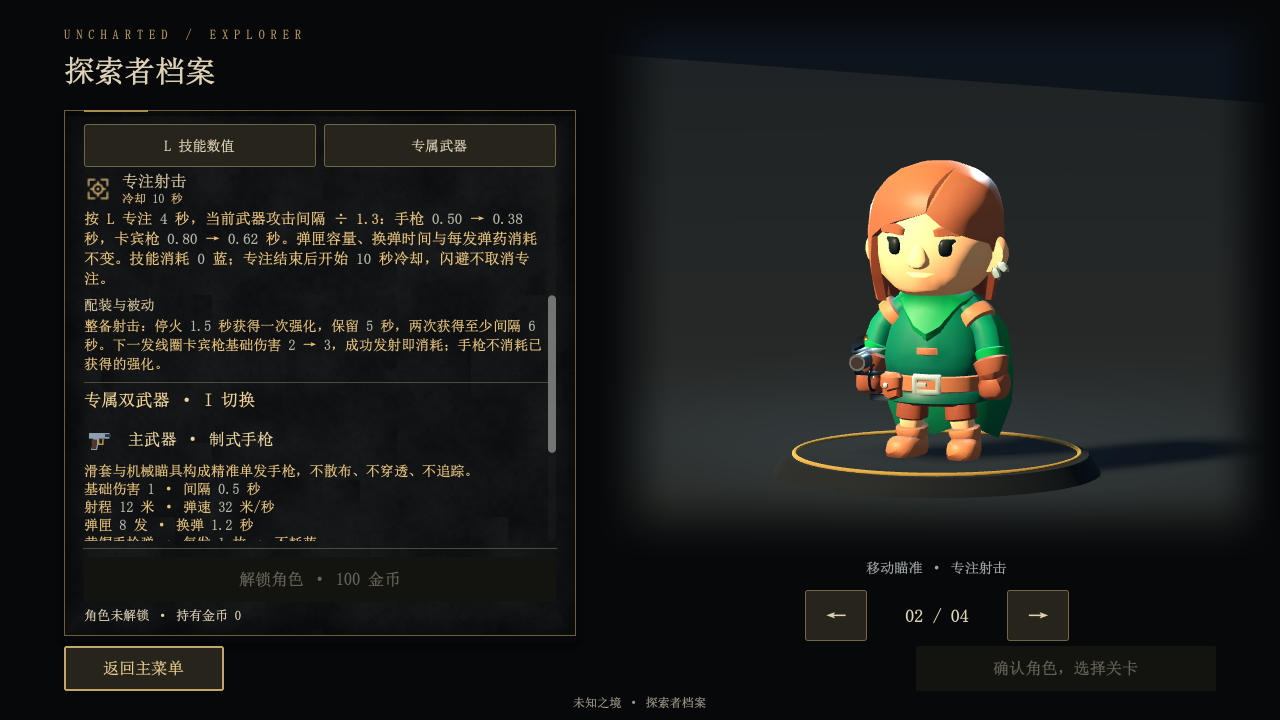 UNCHARTED / EXPLORER
探索者档案
L 技能数值
专属武器
专注射击
冷却 10 秒
按 L 专注 4 秒，当前武器攻击间隔 ÷ 1.3：手枪 0.50 → 0.38
秒，卡宾枪 0.80 → 0.62 秒。弹匣容量、换弹时间与每发弹药消耗
不变。技能消耗 0 蓝；专注结束后开始 10 秒冷却，闪避不取消专
注。
配装与被动
整备射击：停火 1.5 秒获得一次强化，保留 5 秒，两次获得至少间隔 6
秒。下一发线圈卡宾枪基础伤害 2 → 3，成功发射即消耗；手枪不消耗已
获得的强化。
专属双武器 • I 切换
主武器 • 制式手枪
滑套与机械瞄具构成精准单发手枪，不散布、不穿透、不追踪。
基础伤害 1 • 间隔 0.5 秒
射程 12 米 • 弹速 32 米/秒
弹匣 8 发 • 换弹 1.2 秒
解锁角色 • 100 金币
角色未解锁 • 持有金币 0
移动瞄准 • 专注射击
← 02 / 04 →
返回主菜单
确认角色，选择关卡
未知之境 • 探索者档案